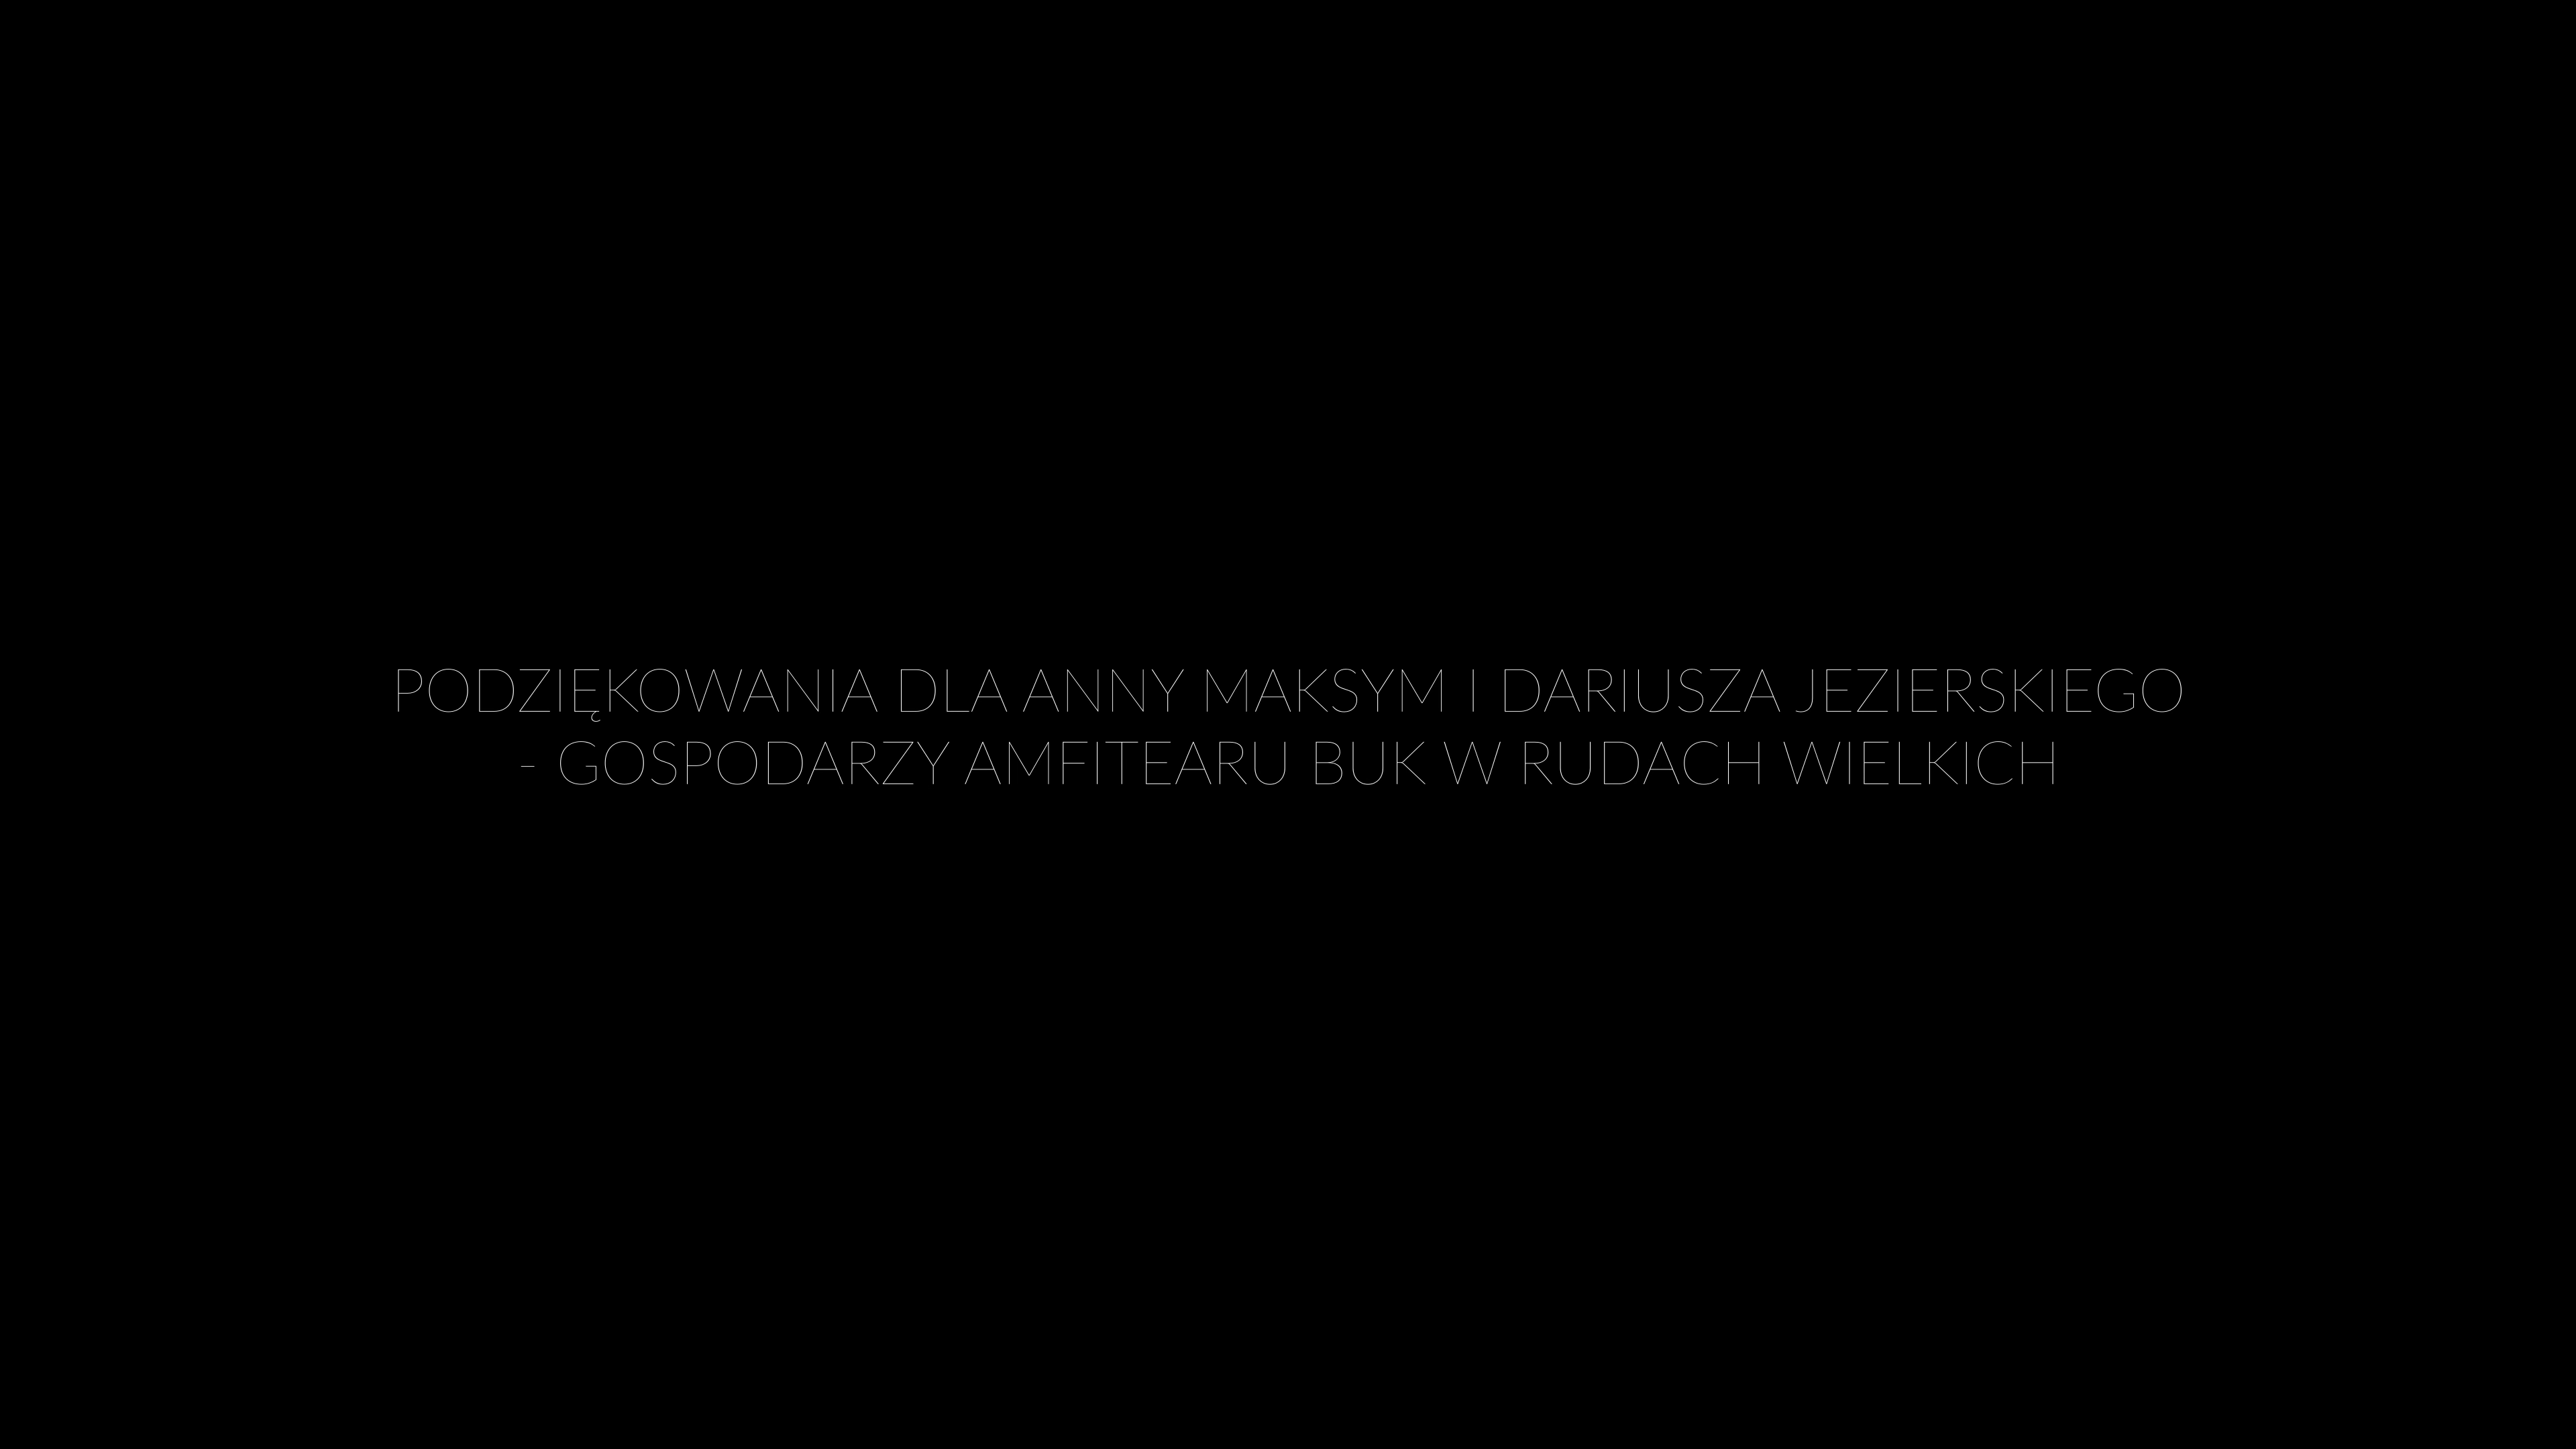 PODZIĘKOWANIA DLA ANNY MAKSYM I DARIUSZA JEZIERSKIEGO
- GOSPODARZY AMFITEARU BUK W RUDACH WIELKICH